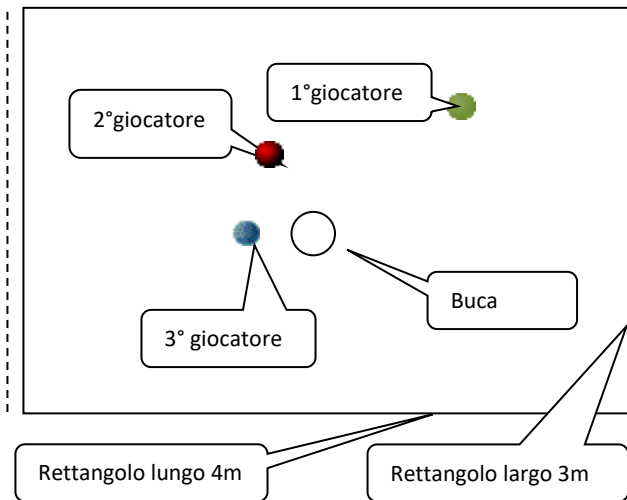 1°giocatore
2°giocatore
Buca
3° giocatore
Rettangolo lungo 4m
Rettangolo largo 3m